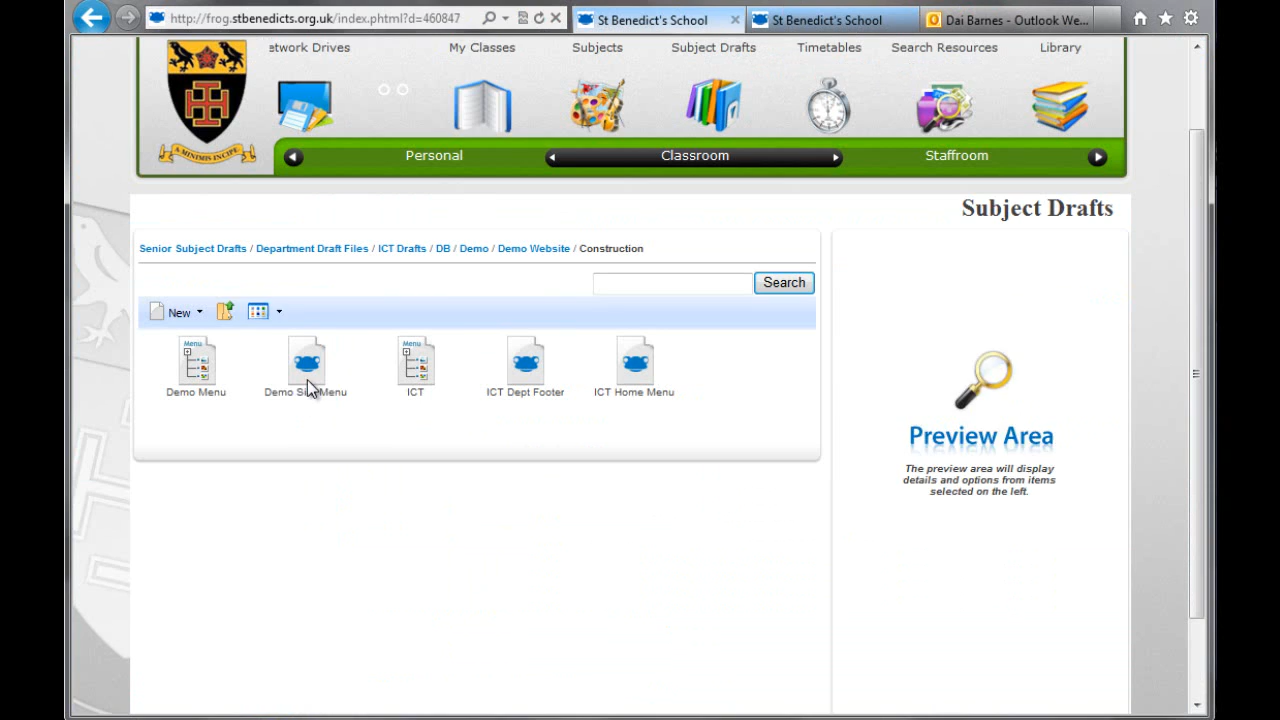 http://frog.stbenedicts.org.uk/index.phtml?d=460847
St Benedict's School
St Benedict's School
Dai Barnes - Outlook We...
etwork Drives
My Classes
Subjects
Subject Drafts
Timetables
Search Resources
Library
A MINIMIS INCIPE
Personal
Classroom
Staffroom
Subject Drafts
Senior Subject Drafts / Department Draft Files / ICT Drafts / DB / Demo / Demo Website / Construction
Search
New
Menu
Menu
Demo Menu
Demo Menu
ICT
ICT Dept Footer
ICT Home Menu
Preview Area
The preview area will display
details and options from items
selected on the left.